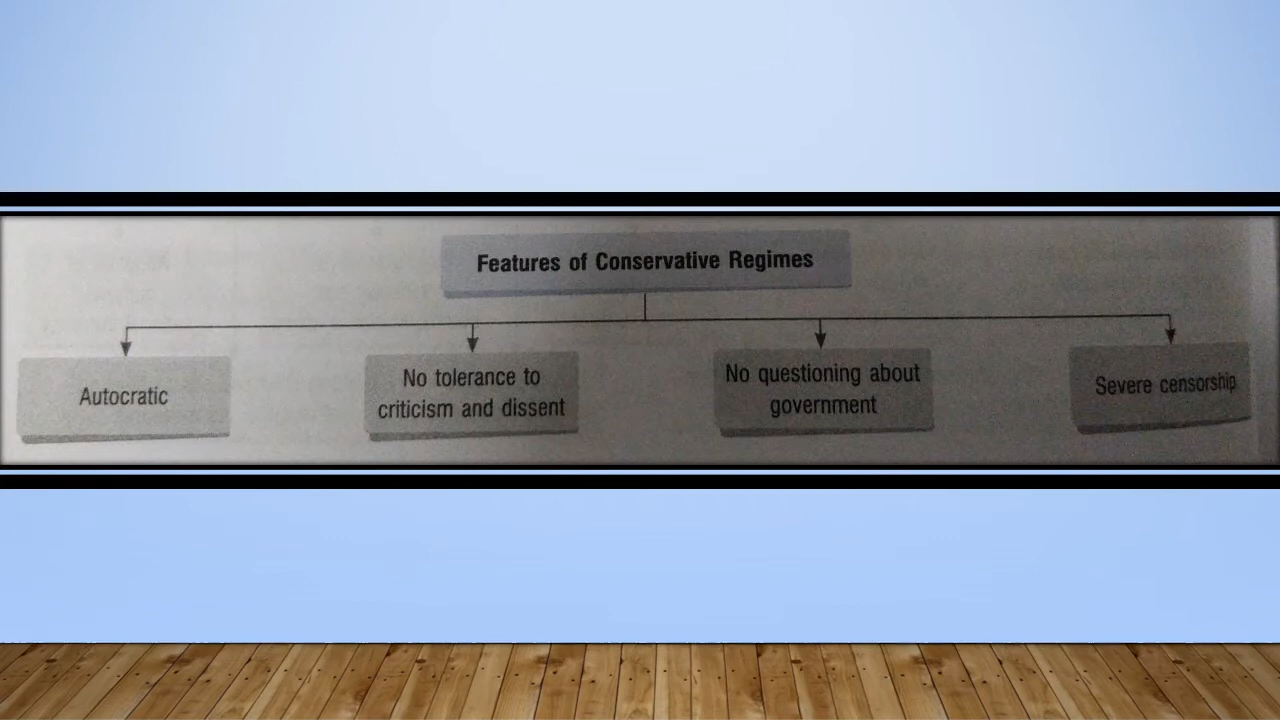 Features of Conservative Regimes
Autocratic
No tolerance to
criticism and dissent
No questioning about
government
Severe censorship